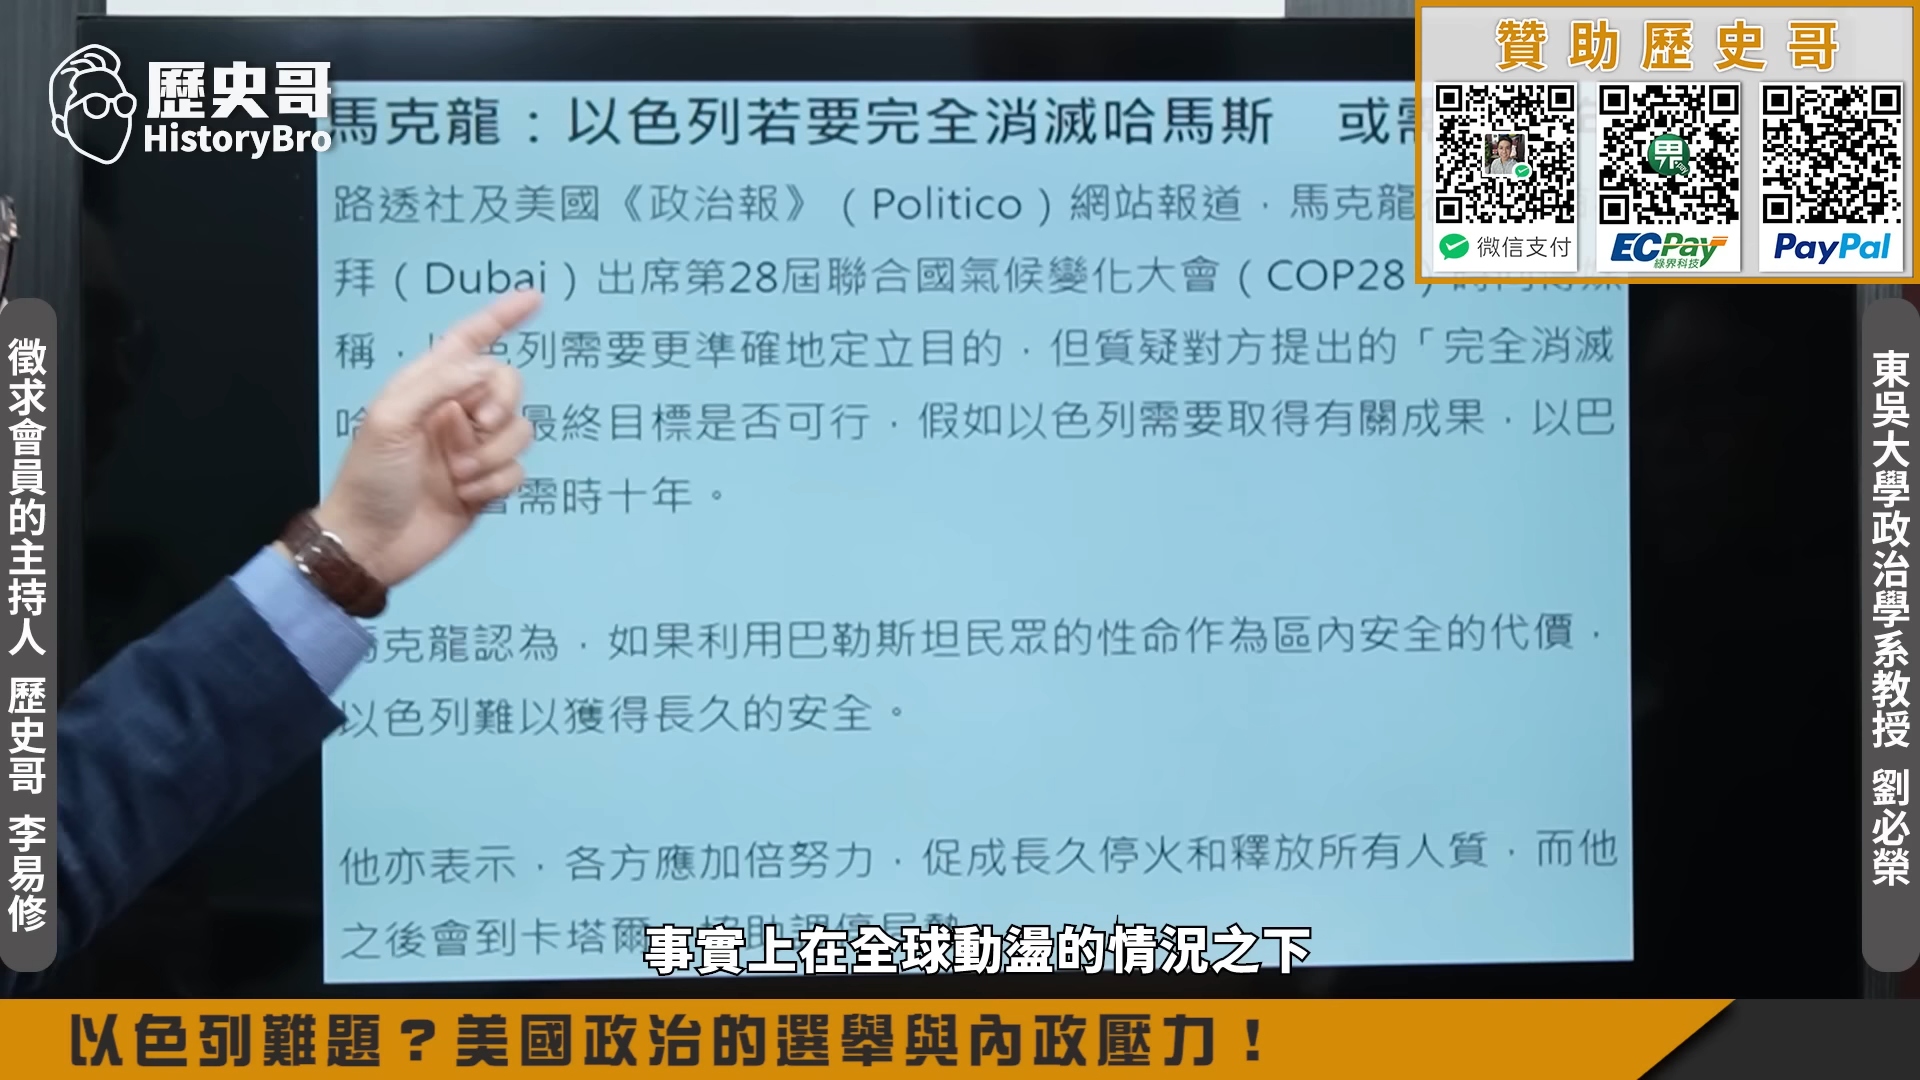 歷史哥
HistoryBro
贊助歷史哥
微信支付
ECPay
綠界科技
PayPal
馬克龍：以色列若要完全消滅哈馬斯 或
路透社及美國《政治報》（Politico）網站報道，馬克龍
拜（Dubai）出席第28屆聯合國氣候變化大會（COP28）
稱，以色列需要更準確地定立目的，但質疑對方提出的「完全消滅
哈 最終目標是否可行，假如以色列需要取得有關成果，以巴
會需時十年。
馬克龍認為，如果利用巴勒斯坦民眾的性命作為區內安全的代價，
以色列難以獲得長久的安全。
他亦表示，各方應加倍努力，促成長久停火和釋放所有人質，而他
之後會到卡塔爾，協助調停局勢
事實上在全球動盪的情況之下
徵求會員的主持人 歷史哥 李易修
東吳大學政治學系教授 劉必榮
以色列難題？美國政治的選舉與內政壓力！